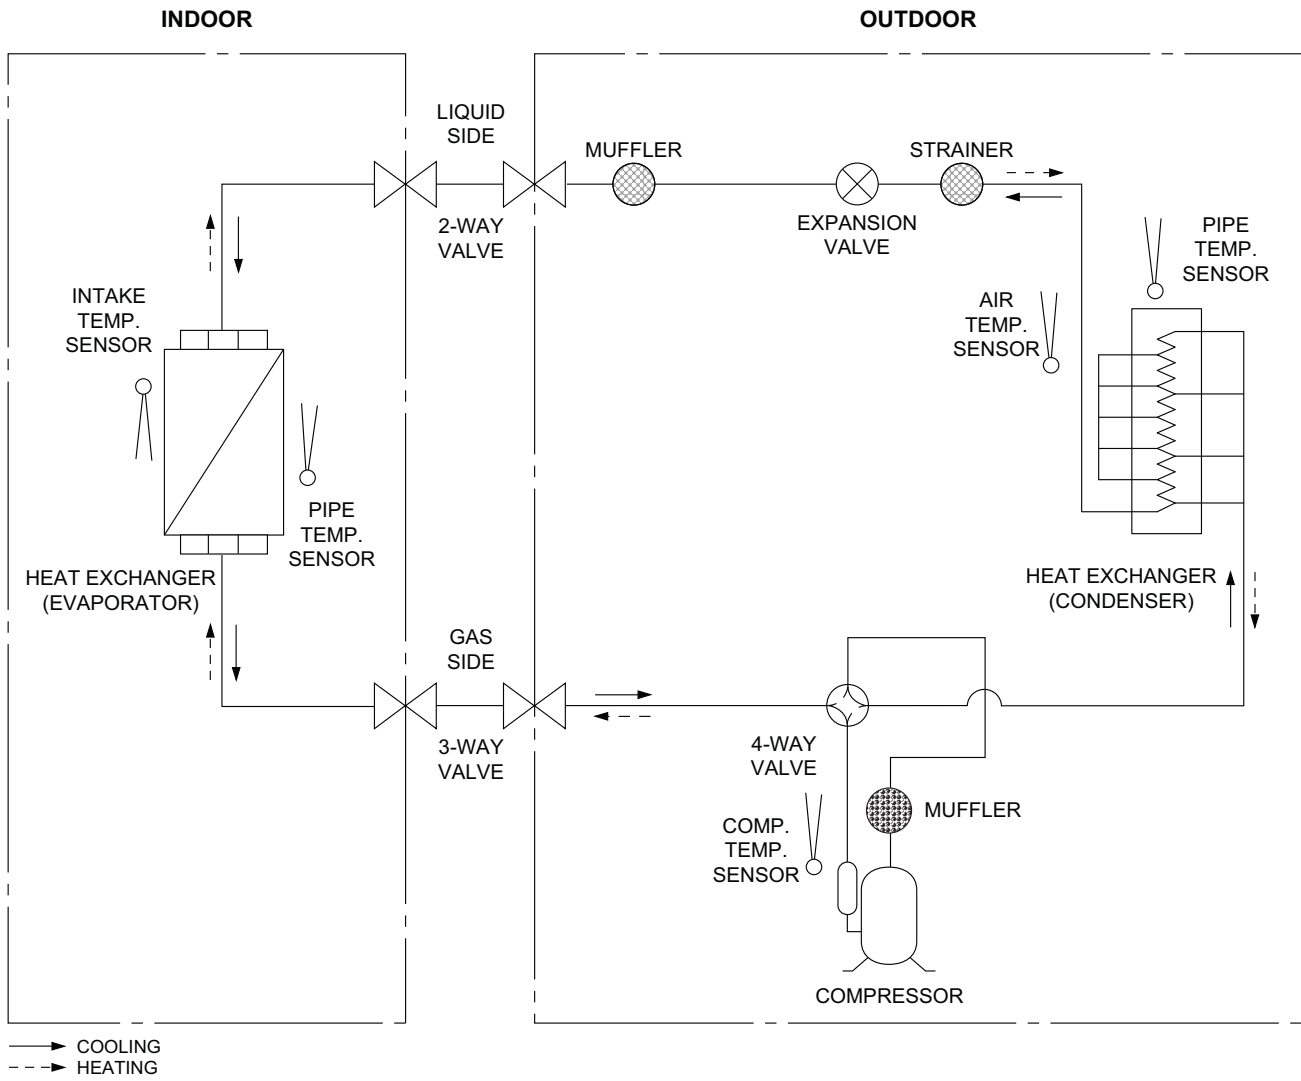 INDOOR
OUTDOOR
LIQUID
SIDE
MUFFLER
STRAINER
2-WAY
VALVE
EXPANSION
VALVE
PIPE
TEMP.
SENSOR
INTAKE
TEMP.
SENSOR
AIR
TEMP.
SENSOR
PIPE
TEMP.
SENSOR
HEAT EXCHANGER
(EVAPORATOR)
HEAT EXCHANGER
(CONDENSER)
GAS
SIDE
3-WAY
VALVE
4-WAY
VALVE
MUFFLER
COMP.
TEMP.
SENSOR
COMPRESSOR
COOLING
HEATING